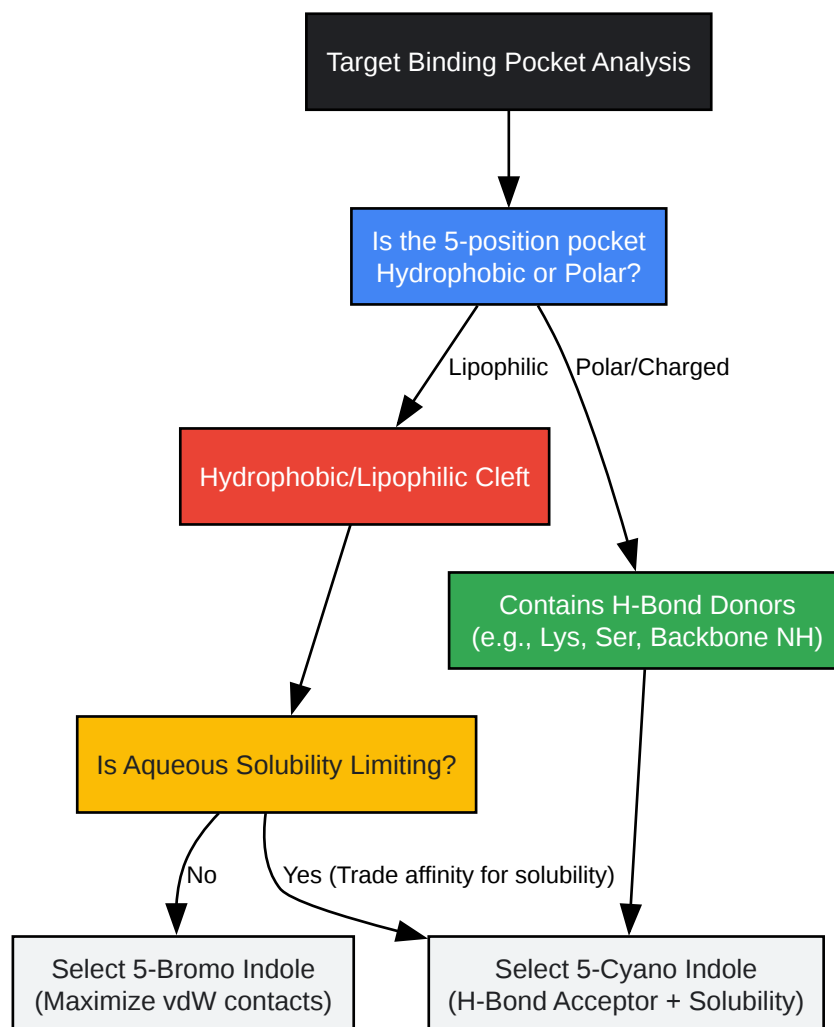 Target Binding Pocket Analysis
Is the 5-position pocket
Hydrophobic or Polar?
Lipophilic
Polar/Charged
Hydrophobic/Lipophilic Cleft
Contains H-Bond Donors
(e.g., Lys, Ser, Backbone NH)
Is Aqueous Solubility Limiting?
No
Yes (Trade affinity for solubility)
Select 5-Bromo Indole
(Maximize vdW contacts)
Select 5-Cyano Indole
(H-Bond Acceptor + Solubility)